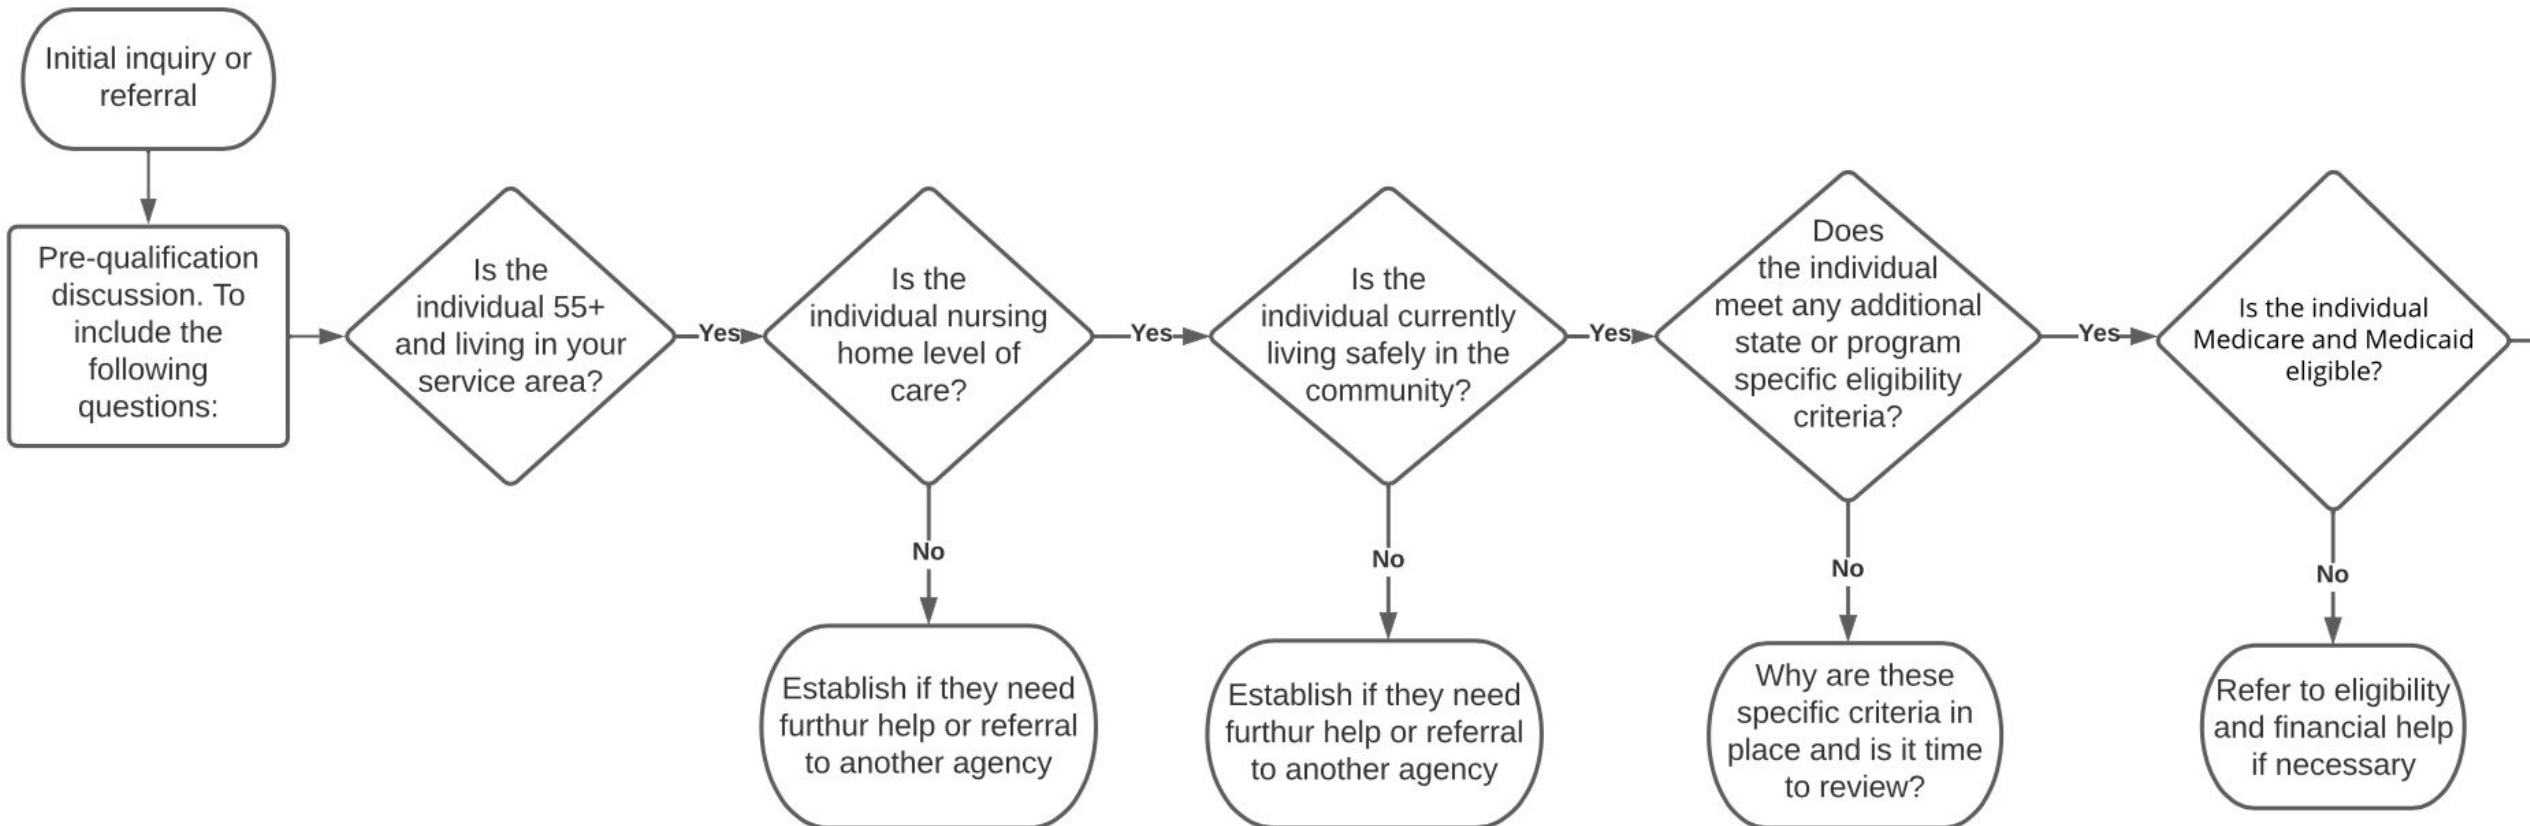 Initial inquiry or
referral
Pre-qualification
discussion. To
include the
following
questions:
Is the
individual 55+
and living in your
service area?
Yes
Is the
individual nursing
home level of
care?
Yes
Is the
individual currently
living safely in the
community?
Yes
Does
the individual
meet any additional
state or program
specific eligibility
criteria?
Yes
Is the individual
Medicare and Medicaid
eligible?
No
Establish if they need
furthur help or referral
to another agency
No
Establish if they need
furthur help or referral
to another agency
No
Why are these
specific criteria in
place and is it time
to review?
No
Refer to eligibility
and financial help
if necessary